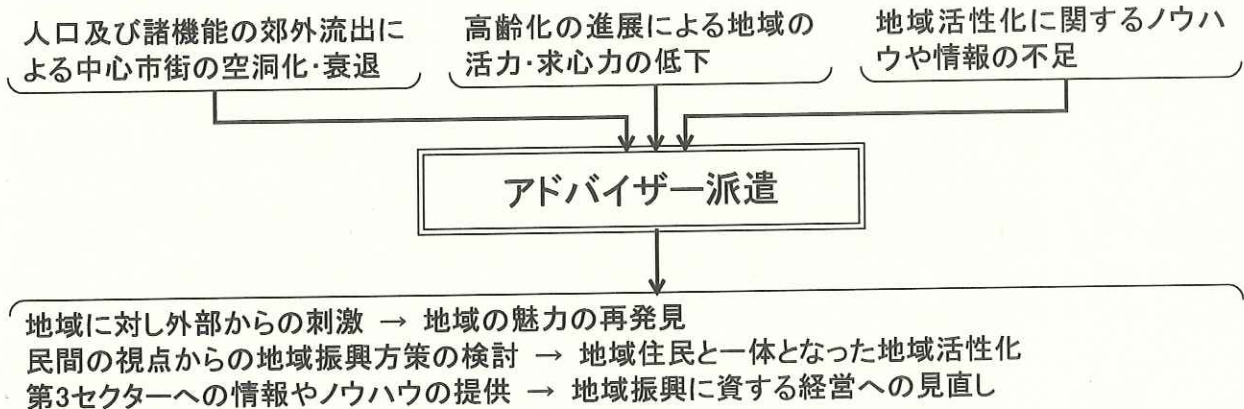 人口及び諸機能の郊外流出に
よる中心市街の空洞化･衰退
高齢化の進展による地域の
活力･求心力の低下
地域活性化に関するノウハ
ウや情報の不足
アドバイザー派遣
地域に対し外部からの刺激 → 地域の魅力の再発見
民間の視点からの地域振興方策の検討 → 地域住民と一体となった地域活性化
第3セクターへの情報やノウハウの提供 → 地域振興に資する経営への見直し